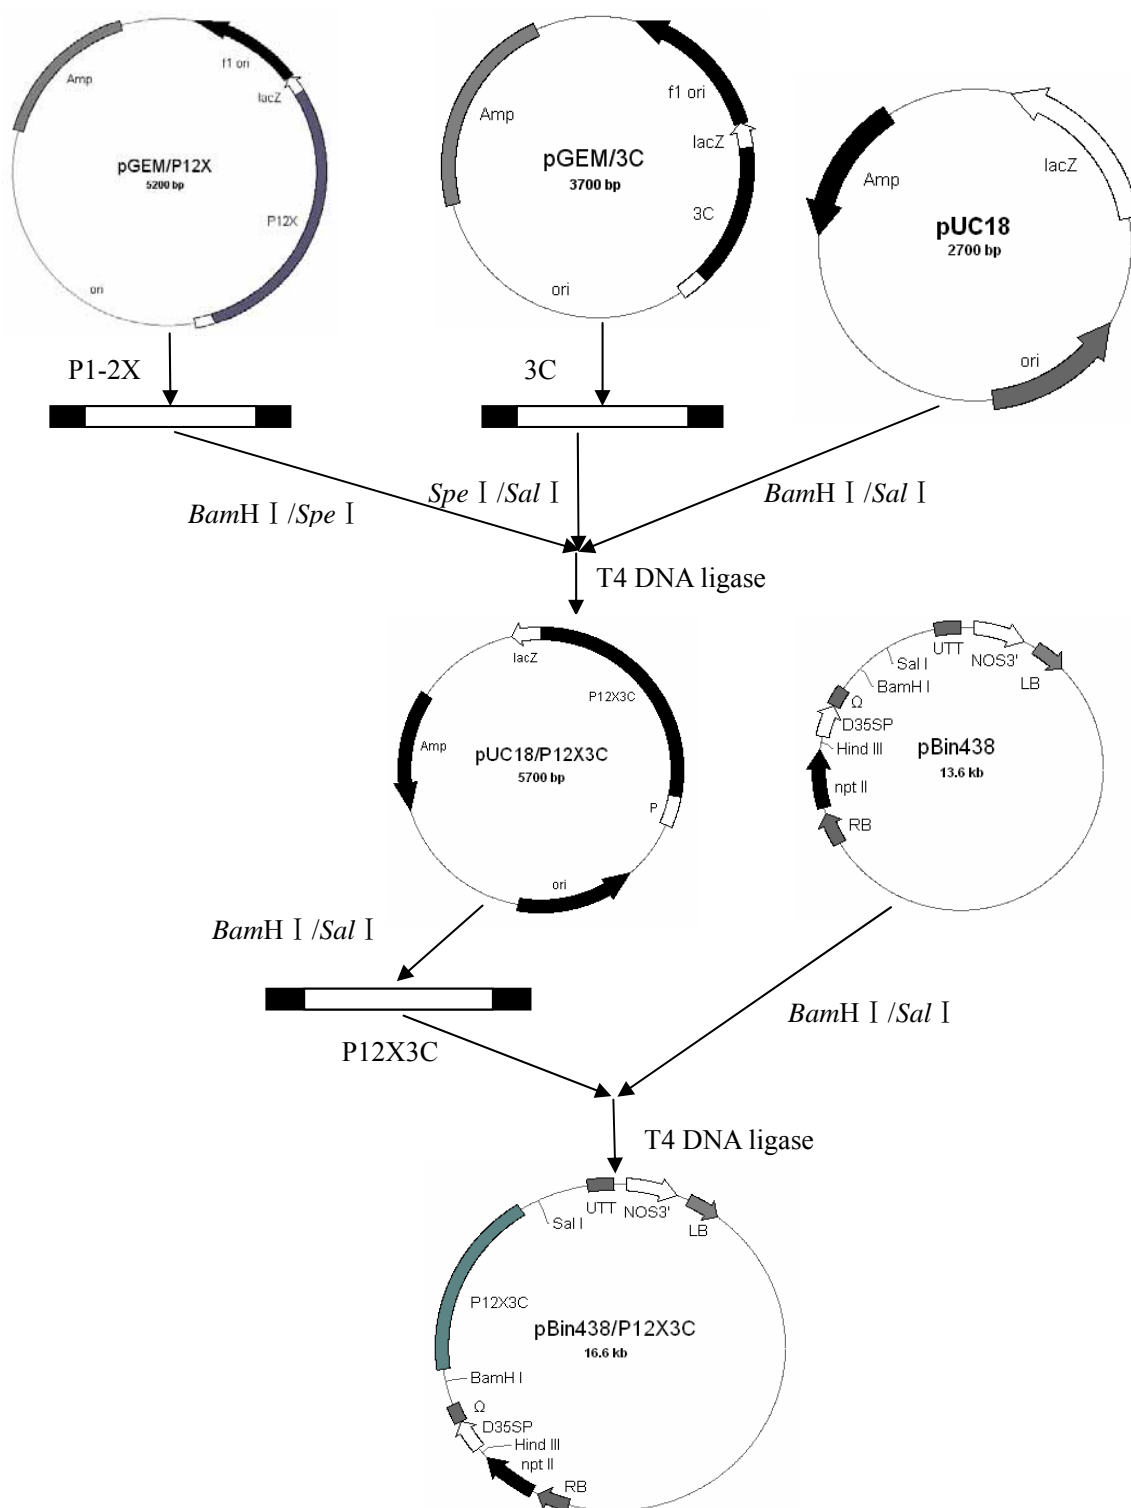 Amp
f1 ori
lacZ
pGEM/P12X
5200 bp
P12X
ori
Amp
f1 ori
lacZ
pGEM/3C
3700 bp
3C
ori
Amp
lacZ
pUC18
2700 bp
ori
P1-2X
3C
BamH Ⅰ /Spe Ⅰ
Spe Ⅰ /Sal Ⅰ
BamH Ⅰ /Sal Ⅰ
T4 DNA ligase
lacZ
P12X3C
Amp
pUC18/P12X3C
5700 bp
P
ori
UTT
NOS3'
LB
Sal I
BamH I
Ω
D35SP
Hind III
npt II
RB
pBin438
13.6 kb
BamH Ⅰ /Sal Ⅰ
P12X3C
BamH Ⅰ /Sal Ⅰ
T4 DNA ligase
UTT
NOS3'
LB
Sal I
P12X3C
pBin438/P12X3C
16.6 kb
BamH I
Ω
D35SP
Hind III
npt II
RB